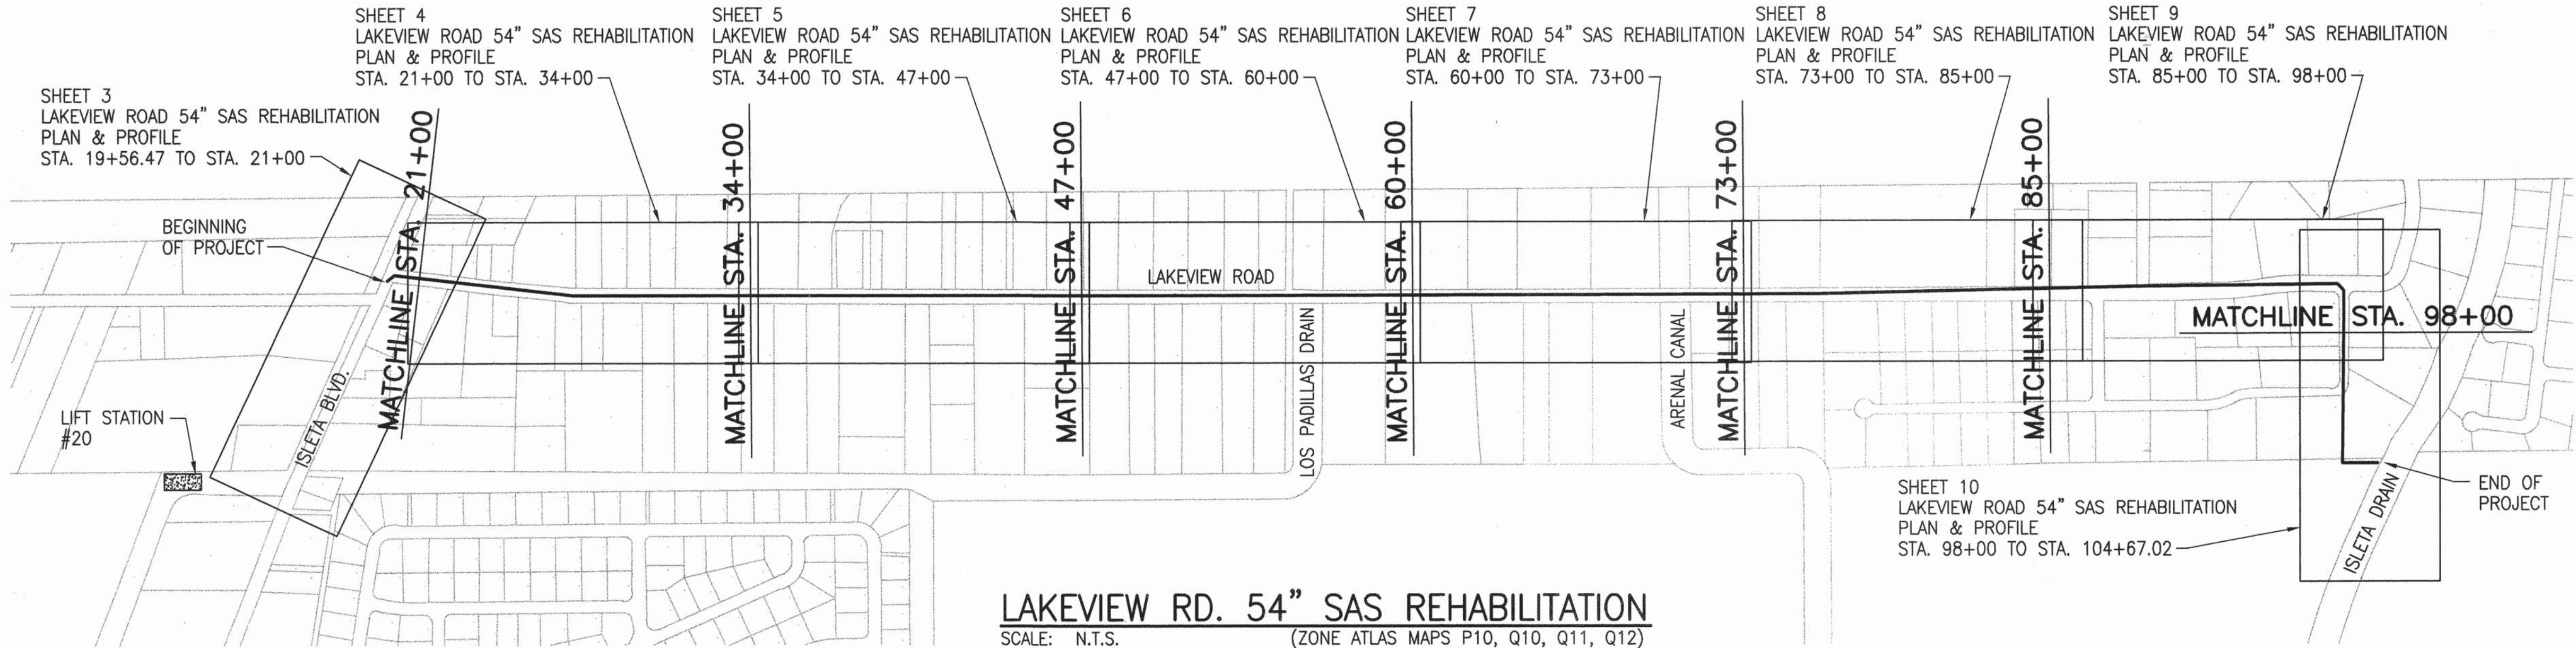 SHEET 3
LAKEVIEW ROAD 54” SAS REHABILITATION
PLAN & PROFILE
STA. 19+56.47 TO STA. 21+00
SHEET 4
LAKEVIEW ROAD 54” SAS REHABILITATION
PLAN & PROFILE
STA. 21+00 TO STA. 34+00
SHEET 5
LAKEVIEW ROAD 54” SAS REHABILITATION
PLAN & PROFILE
STA. 34+00 TO STA. 47+00
SHEET 6
LAKEVIEW ROAD 54” SAS REHABILITATION
PLAN & PROFILE
STA. 47+00 TO STA. 60+00
SHEET 7
LAKEVIEW ROAD 54” SAS REHABILITATION
PLAN & PROFILE
STA. 60+00 TO STA. 73+00
SHEET 8
LAKEVIEW ROAD 54” SAS REHABILITATION
PLAN & PROFILE
STA. 73+00 TO STA. 85+00
SHEET 9
LAKEVIEW ROAD 54” SAS REHABILITATION
PLAN & PROFILE
STA. 85+00 TO STA. 98+00
BEGINNING
OF PROJECT
MATCHLINE STA. 21+00
MATCHLINE STA. 34+00
MATCHLINE STA. 47+00
MATCHLINE STA. 60+00
MATCHLINE STA. 73+00
MATCHLINE STA. 85+00
LAKEVIEW ROAD
MATCHLINE STA. 98+00
ISLETA BLVD.
LOS PADILLAS DRAIN
ARENAL CANAL
LIFT STATION
#20
SHEET 10
LAKEVIEW ROAD 54” SAS REHABILITATION
PLAN & PROFILE
STA. 98+00 TO STA. 104+67.02
ISLETA DRAIN
END OF
PROJECT
LAKEVIEW RD. 54” SAS REHABILITATION
SCALE: N.T.S. (ZONE ATLAS MAPS P10, Q10, Q11, Q12)